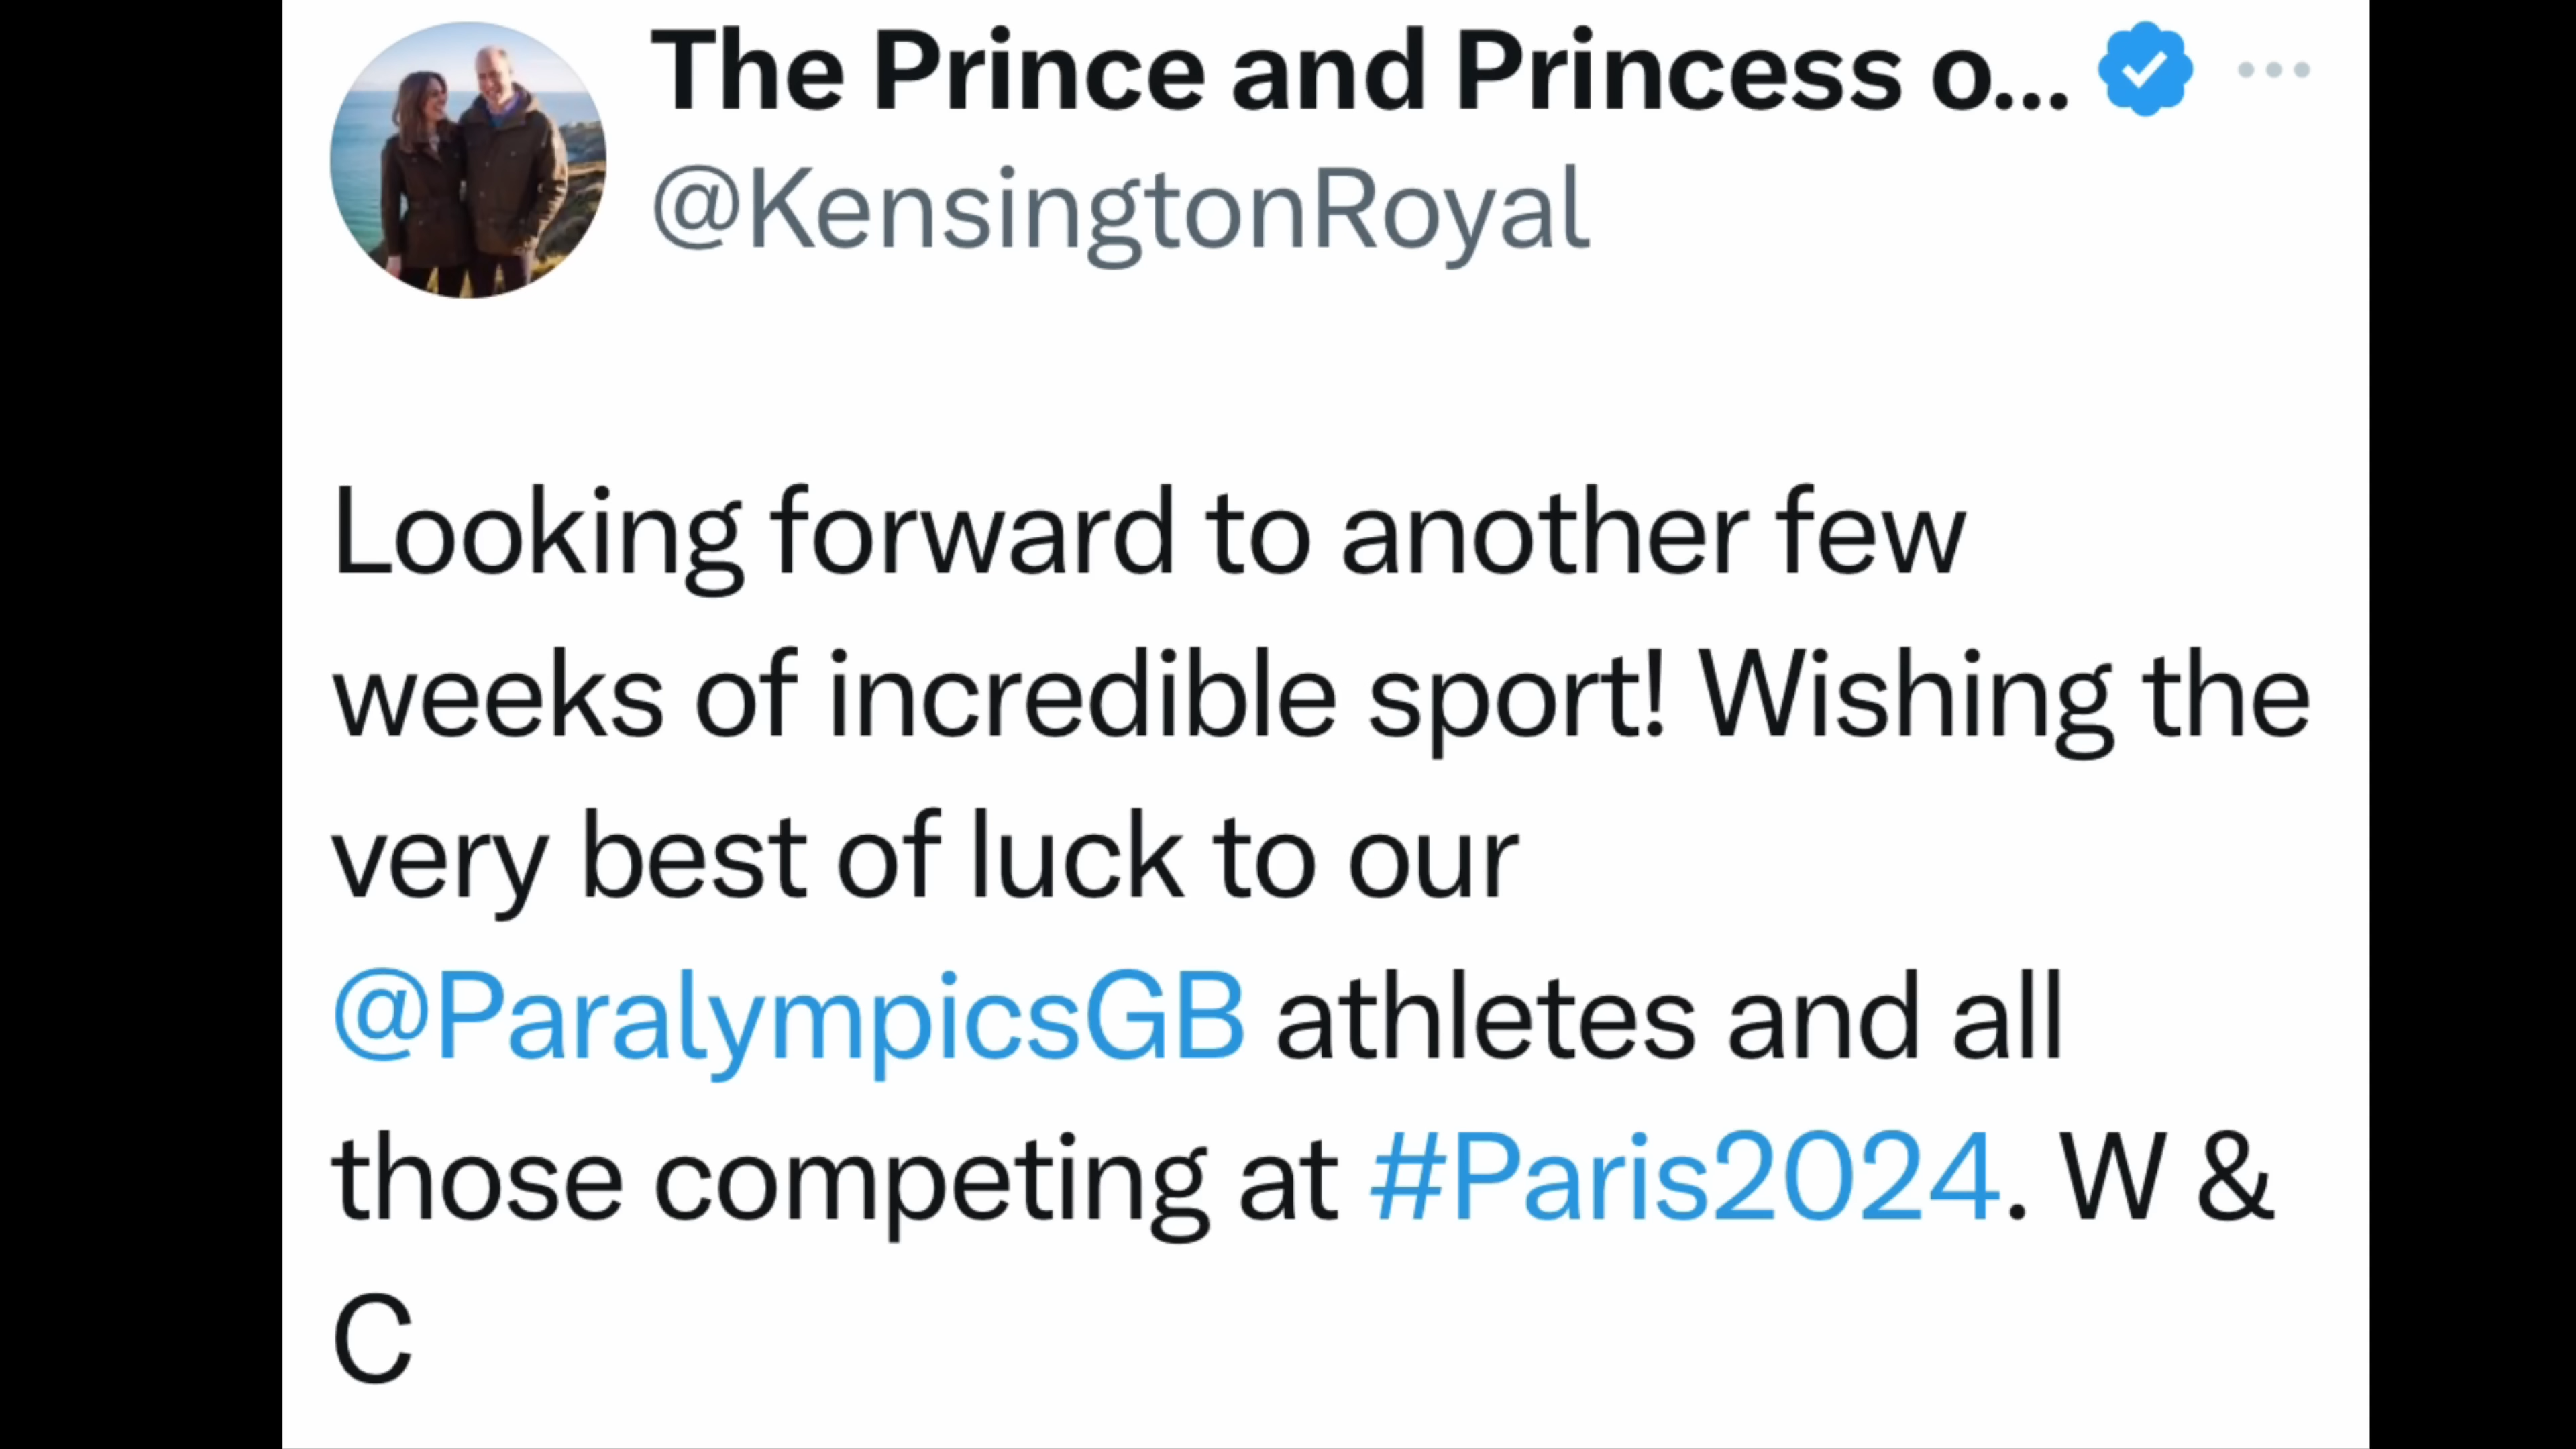 The Prince and Princess o...
@KensingtonRoyal
Looking forward to another few
weeks of incredible sport! Wishing the
very best of luck to our
@ParalympicsGB athletes and all
those competing at #Paris2024. W &
C